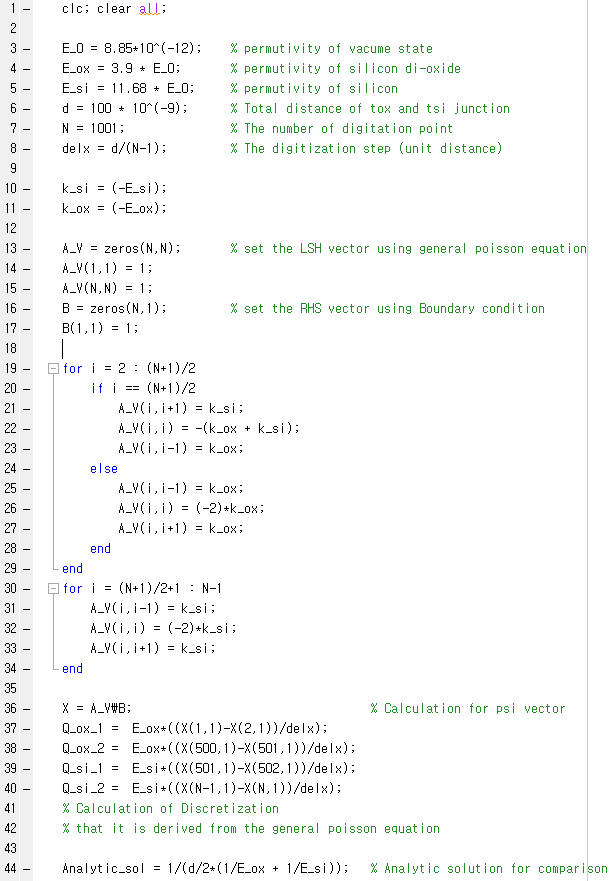 1 – clc; clear all;
2
3 – E_O = 8.85*10^(-12); % permutivity of vacume state
4 – E_ox = 3.9 * E_O; % permutivity of silicon di-oxide
5 – E_si = 11.68 * E_O; % permutivity of silicon
6 – d = 100 * 10^(-9); % Total distance of tox and tsi junction
7 – N = 1001; % The number of digitation point
8 – delx = d/(N-1); % The digitization step (unit distance)
9
10 – k_si = (-E_si);
11 – k_ox = (-E_ox);
12
13 – A_V = zeros(N,N); % set the LSH vector using general poisson equation
14 – A_V(1,1) = 1;
15 – A_V(N,N) = 1;
16 – B = zeros(N,1); % set the RHS vector using Boundary condition
17 – B(1,1) = 1;
18
19 – for i = 2 : (N+1)/2
20 – if i == (N+1)/2
21 – A_V(i,i+1) = k_si;
22 – A_V(i,i) = -(k_ox + k_si);
23 – A_V(i,i-1) = k_ox;
24 – else
25 – A_V(i,i-1) = k_ox;
26 – A_V(i,i) = (-2)*k_ox;
27 – A_V(i,i+1) = k_ox;
28 – end
29 – end
30 – for i = (N+1)/2+1 : N-1
31 – A_V(i,i-1) = k_si;
32 – A_V(i,i) = (-2)*k_si;
33 – A_V(i,i+1) = k_si;
34 – end
35
36 – X = A_V₩B; % Calculation for psi vector
37 – Q_ox_1 = E_ox*((X(1,1)-X(2,1))/delx);
38 – Q_ox_2 = E_ox*((X(500,1)-X(501,1))/delx);
39 – Q_si_1 = E_si*((X(501,1)-X(502,1))/delx);
40 – Q_si_2 = E_si*((X(N-1,1)-X(N,1))/delx);
41 % Calculation of Discretization
42 % that it is derived from the general poisson equation
43
44 – Analytic_sol = 1/(d/2*(1/E_ox + 1/E_si)); % Analytic solution for comparison